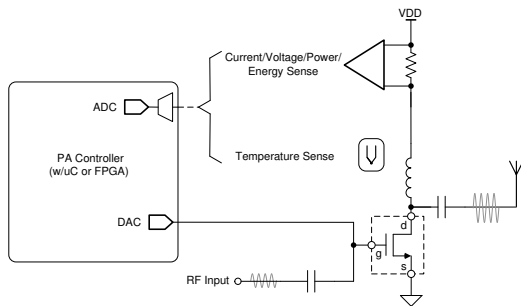 VDD
Current/Voltage/Power/
Energy Sense
ADC
PA Controller
(w/uC or FPGA)
Temperature Sense
DAC
d
g
s
RF Input